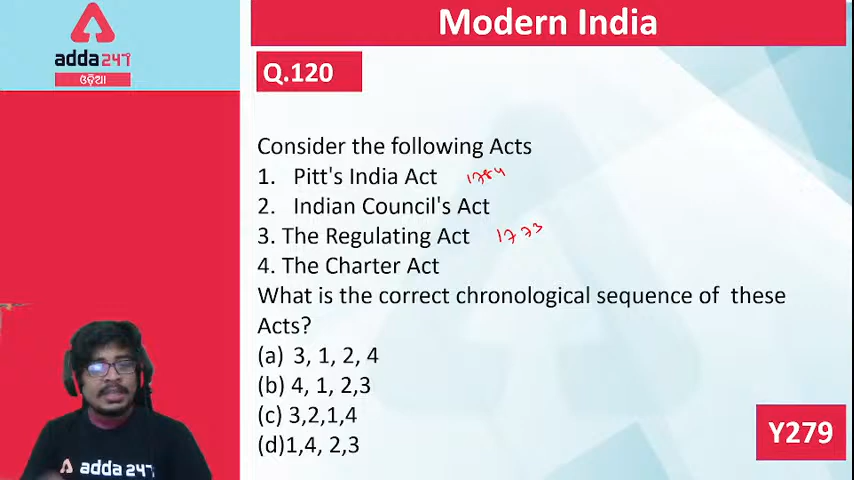 Modern India
adda247
ଓଡ଼ିଆ
Q.120
Consider the following Acts
1. Pitt's India Act 1784
2. Indian Council's Act
3. The Regulating Act 1773
4. The Charter Act
What is the correct chronological sequence of these
Acts?
(a) 3, 1, 2, 4
(b) 4, 1, 2,3
(c) 3,2,1,4
(d)1,4, 2,3
adda247
Y279